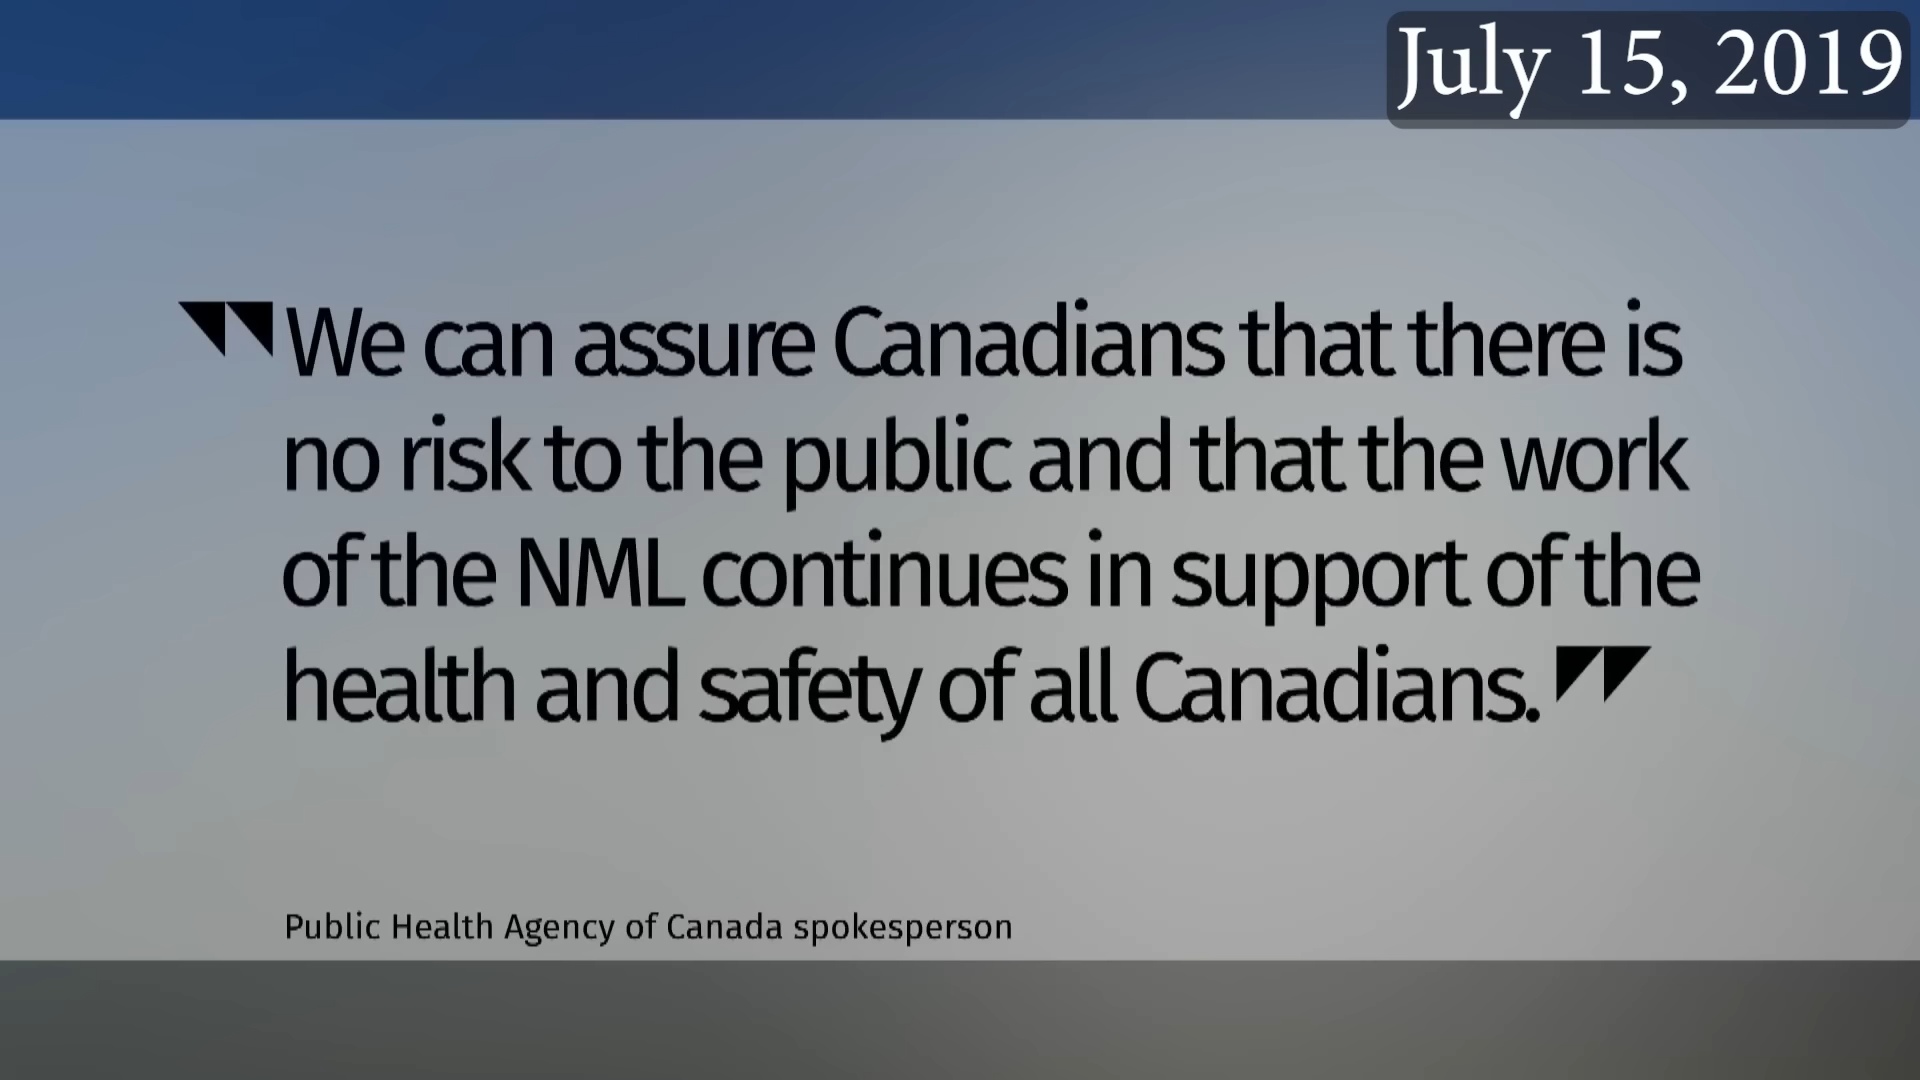 July 15, 2019
"We can assure Canadians that there is
no risk to the public and that the work
of the NML continues in support of the
health and safety of all Canadians."
Public Health Agency of Canada spokesperson